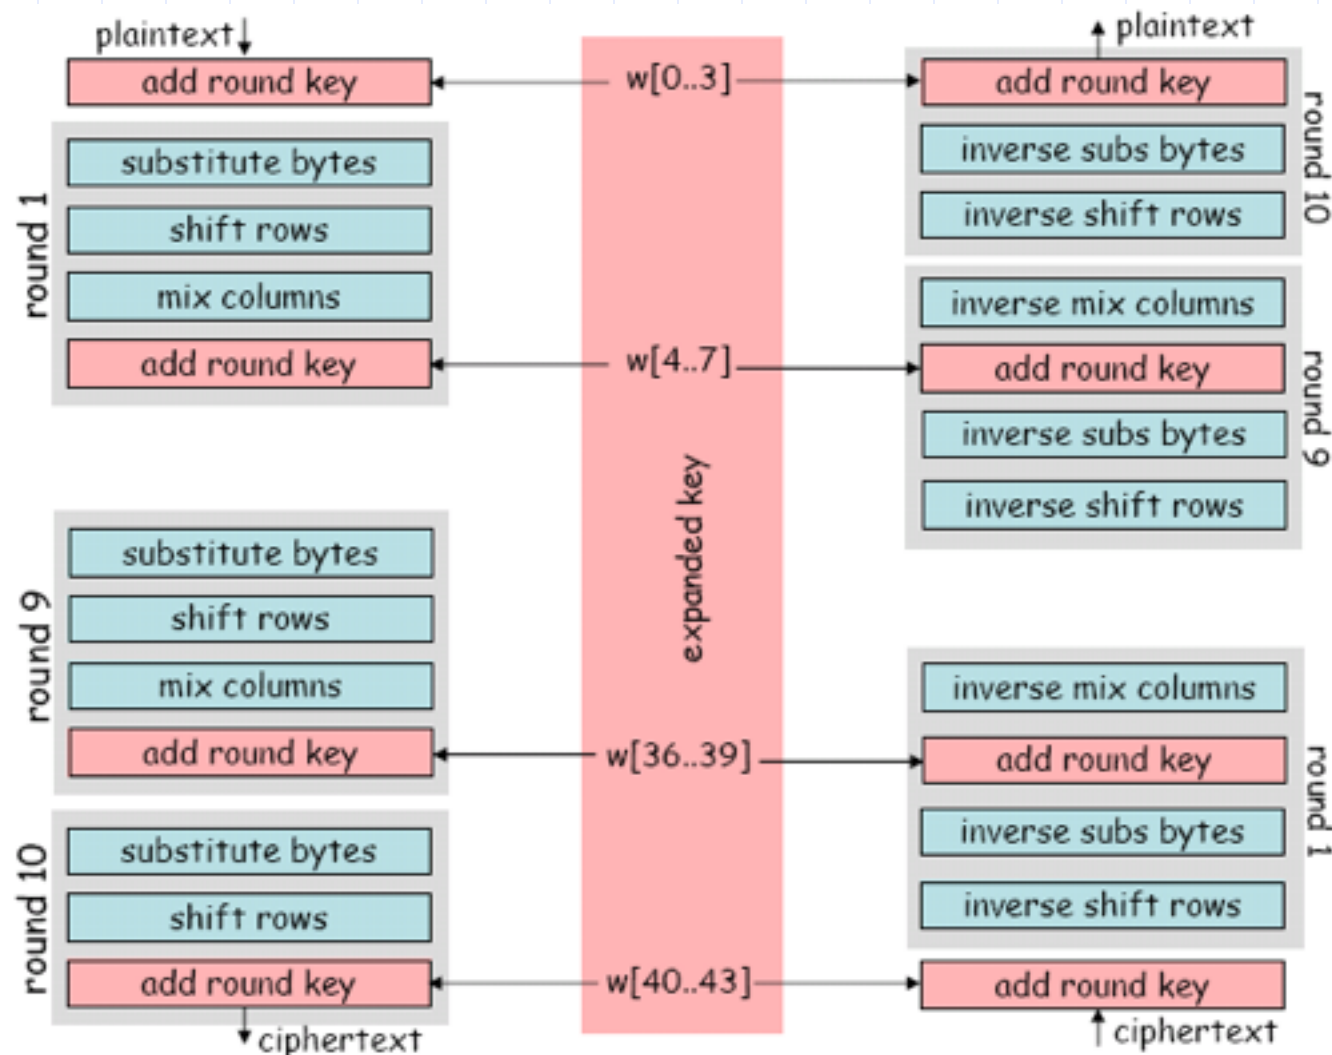 plaintext
add round key
round 1
substitute bytes
shift rows
mix columns
add round key
round 9
substitute bytes
shift rows
mix columns
add round key
round 10
substitute bytes
shift rows
add round key
ciphertext
w[0..3]
w[4..7]
expanded key
w[36..39]
w[40..43]
plaintext
add round key
inverse subs bytes
inverse shift rows
round 10
inverse mix columns
add round key
inverse subs bytes
inverse shift rows
round 9
inverse mix columns
add round key
inverse subs bytes
inverse shift rows
round 1
add round key
ciphertext